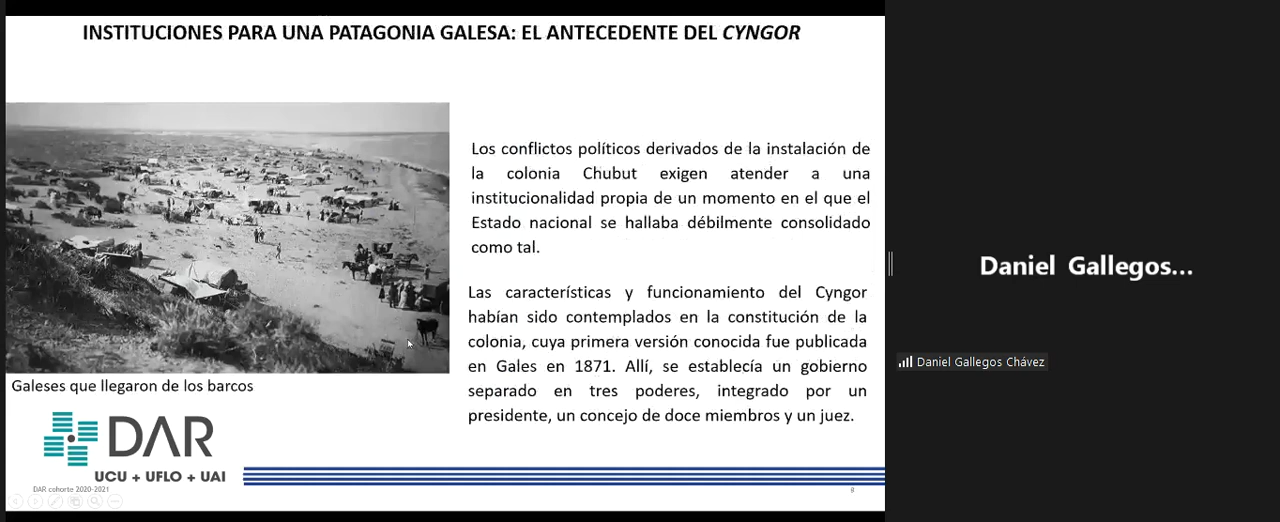 INSTITUCIONES PARA UNA PATAGONIA GALESA: EL ANTECEDENTE DEL CYNGOR
Los conflictos políticos derivados de la instalación de
la colonia Chubut exigen atender a una
institucionalidad propia de un momento en el que el
Estado nacional se hallaba débilmente consolidado
como tal.
Las características y funcionamiento del Cyngor
habían sido contemplados en la constitución de la
colonia, cuya primera versión conocida fue publicada
en Gales en 1871. Allí, se establecía un gobierno
separado en tres poderes, integrado por un
presidente, un concejo de doce miembros y un juez.
Galeses que llegaron de los barcos
DAR
UCU + UFLO + UAI
DAR cohorte 2020-2021
8
Daniel Gallegos...
Daniel Gallegos Chávez